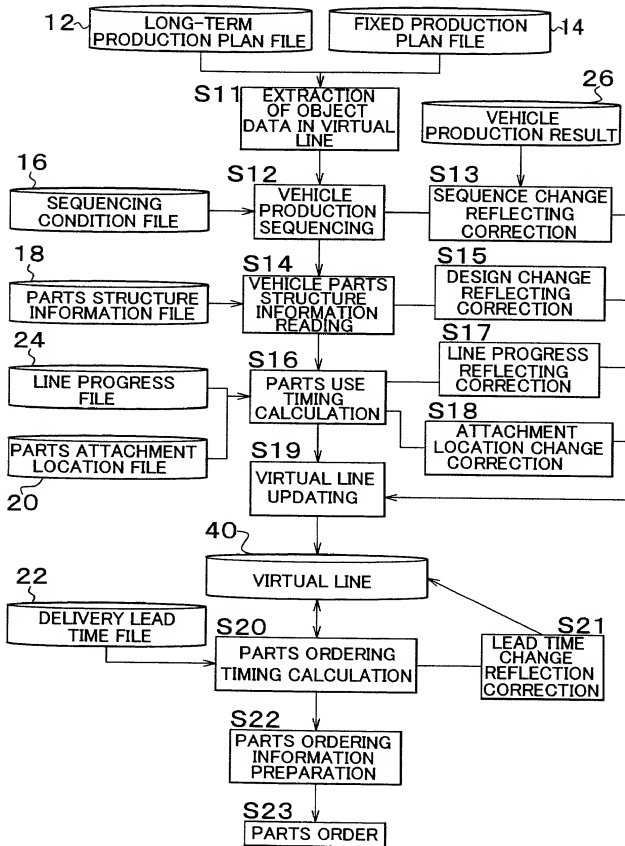 12
LONG-TERM
PRODUCTION PLAN FILE
FIXED PRODUCTION
PLAN FILE
14
S11
EXTRACTION
OF OBJECT
DATA IN VIRTUAL
LINE
26
VEHICLE
PRODUCTION RESULT
16
SEQUENCING
CONDITION FILE
S12
VEHICLE
PRODUCTION
SEQUENCING
S13
SEQUENCE CHANGE
REFLECTING
CORRECTION
18
PARTS STRUCTURE
INFORMATION FILE
S14
VEHICLE PARTS
STRUCTURE
INFORMATION
READING
S15
DESIGN CHANGE
REFLECTING
CORRECTION
24
LINE PROGRESS
FILE
S16
PARTS USE
TIMING
CALCULATION
S17
LINE PROGRESS
REFLECTING
CORRECTION
PARTS ATTACHMENT
LOCATION FILE
20
S18
ATTACHMENT
LOCATION CHANGE
CORRECTION
S19
VIRTUAL LINE
UPDATING
40
VIRTUAL LINE
22
DELIVERY LEAD
TIME FILE
S20
PARTS ORDERING
TIMING CALCULATION
S21
LEAD TIME
CHANGE
REFLECTION
CORRECTION
S22
PARTS ORDERING
INFORMATION
PREPARATION
S23
PARTS ORDER